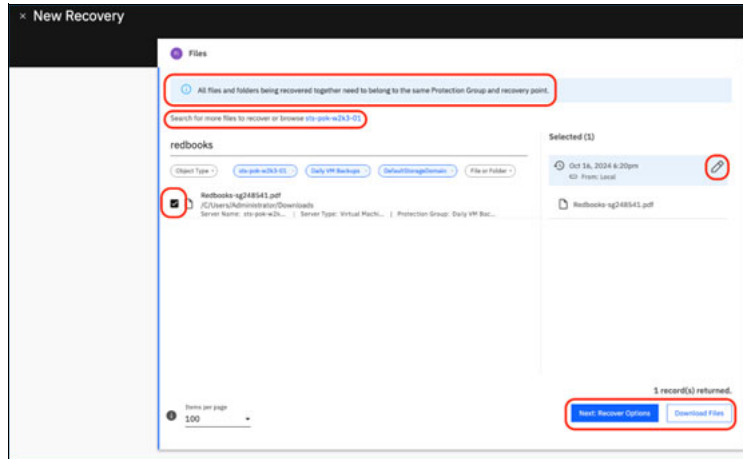 × New Recovery
Files
All files and folders being recovered together need to belong to the same Protection Group and recovery point.
Search for more files to recover or browse sts-pok-w2k3-01
redbooks
Object Type
sts-pok-w2k3-01
Daily VM Backups
DefaultStorageDomain
File or Folder
Redbooks-sg248541.pdf
/C/Users/Administrator/Downloads
Server Name: sts-pok-w2k... | Server Type: Virtual Machi... | Protection Group: Daily VM Bac...
Selected (1)
Oct 16, 2024 6:20pm
From: Local
Redbooks-sg248541.pdf
1 record(s) returned.
Items per page
100
Next: Recover Options
Download Files